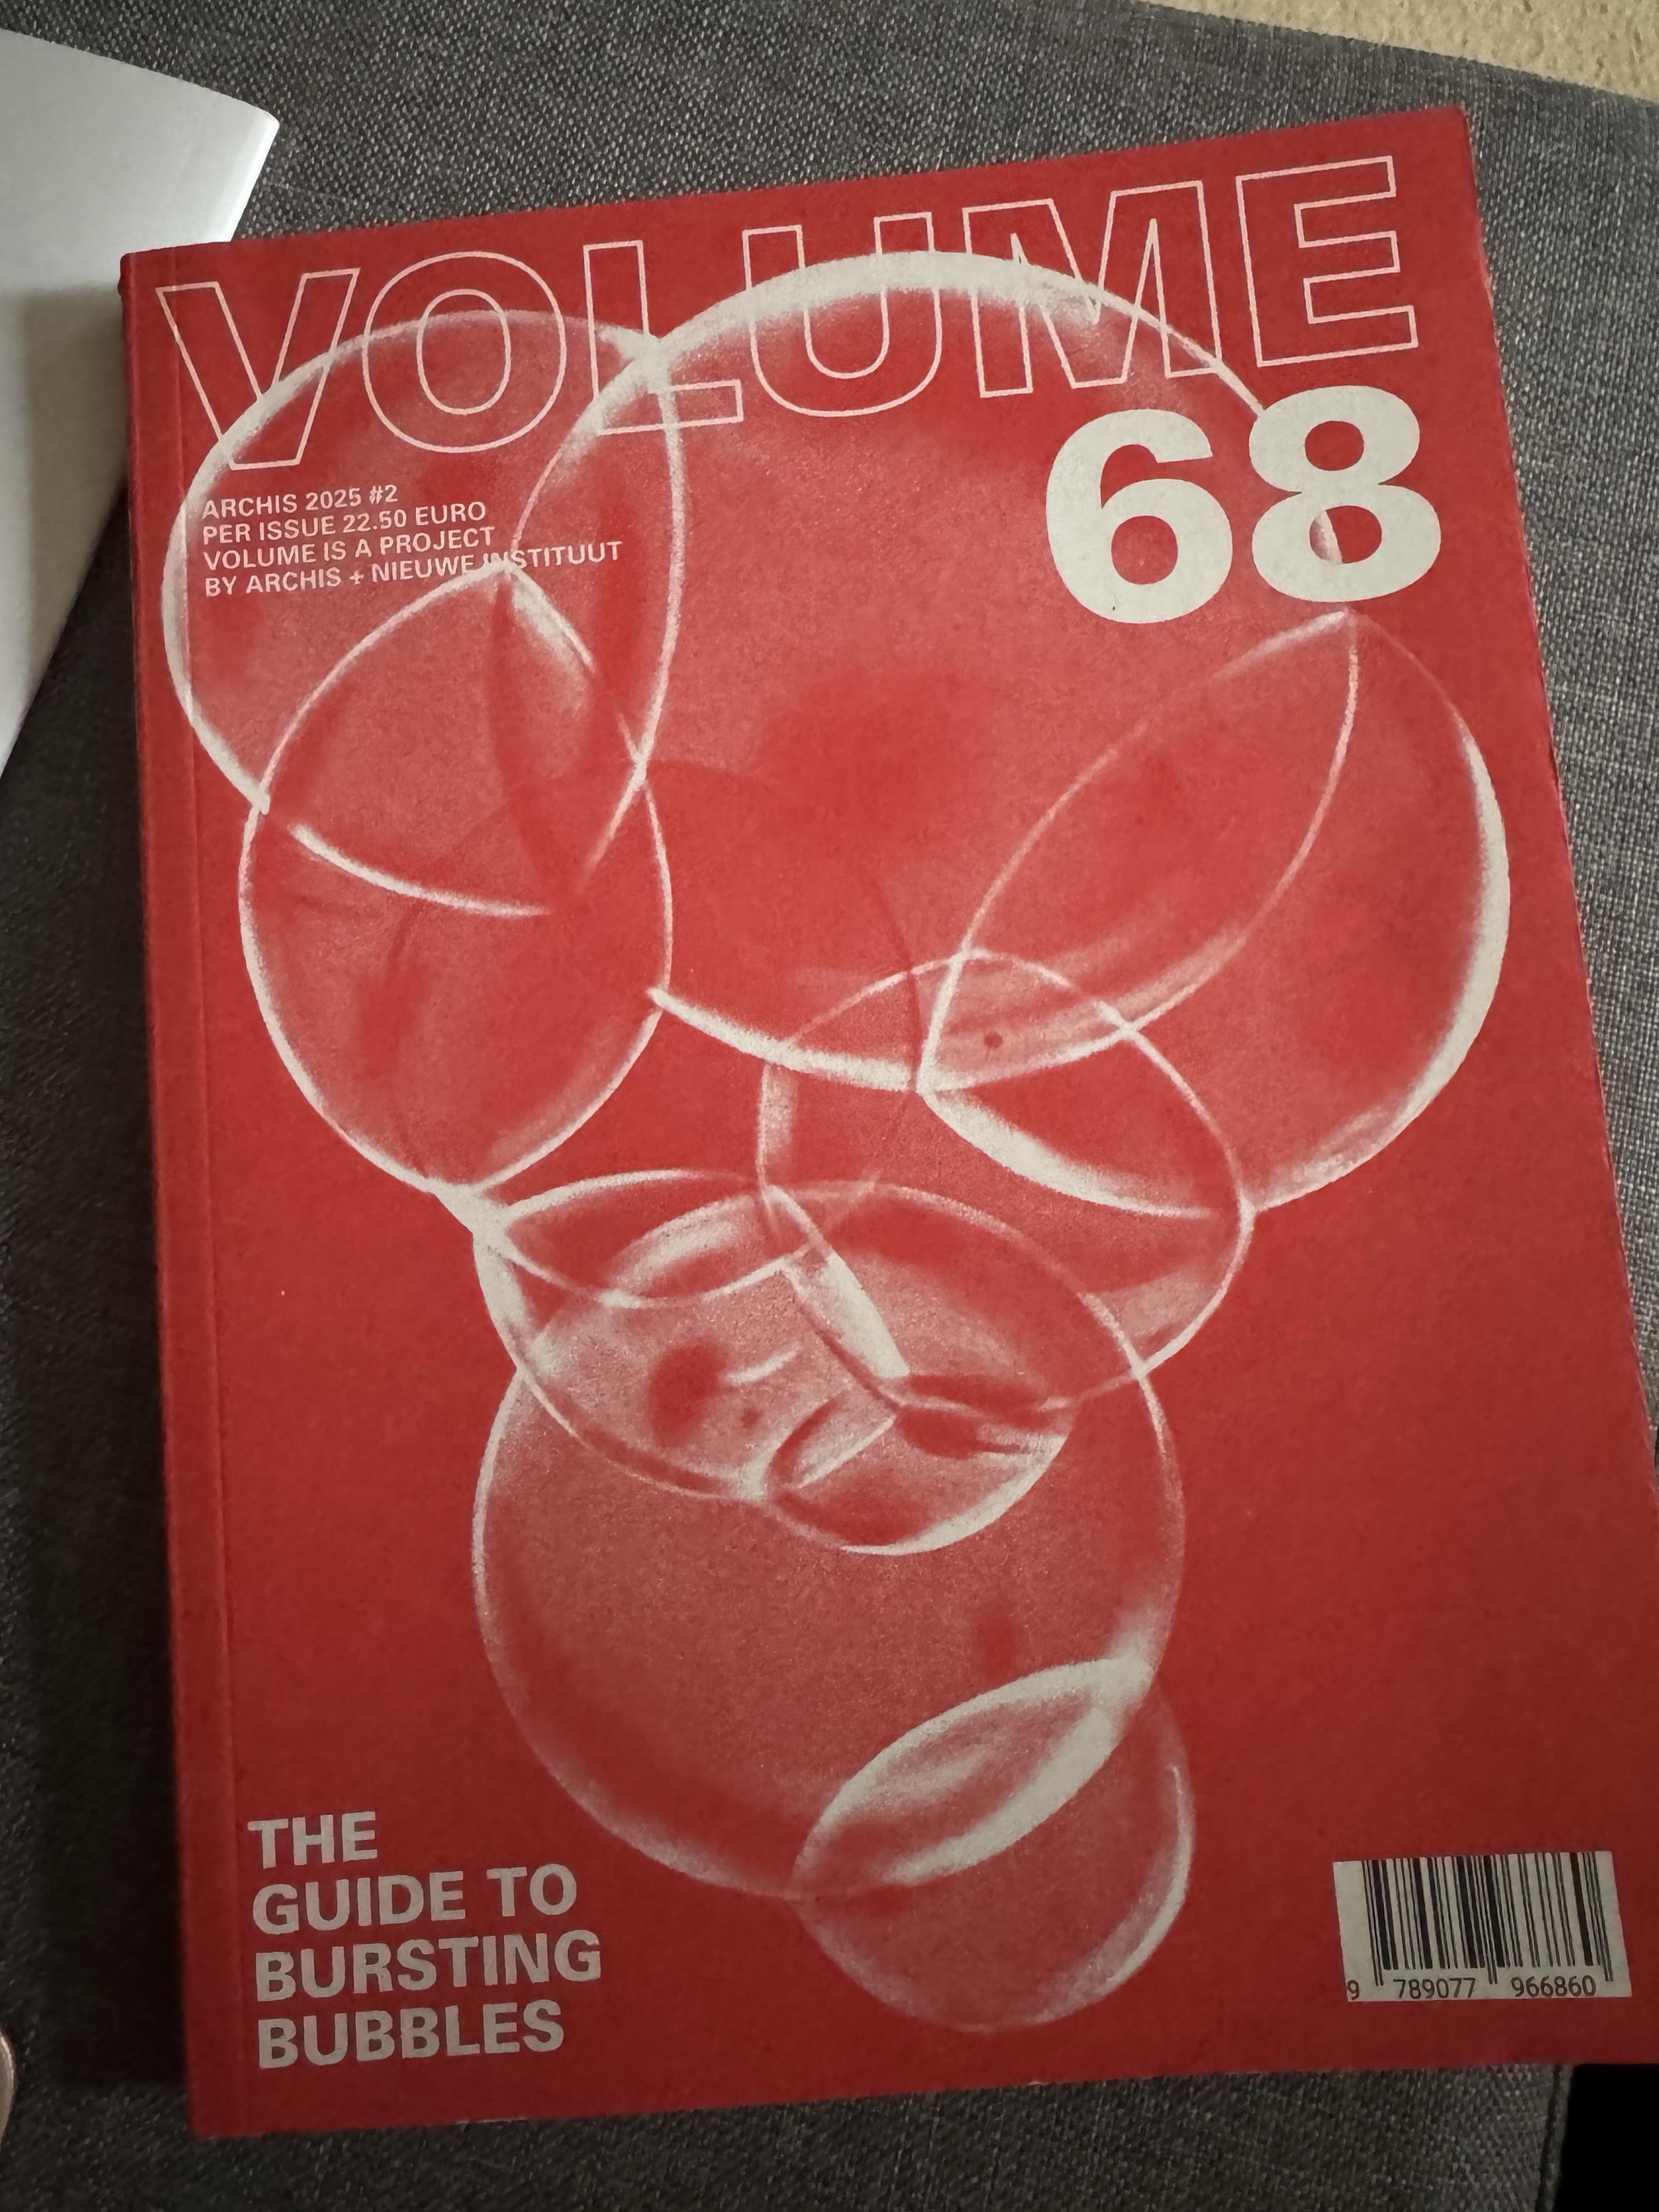 VOLUME
68
ARCHIS 2025 #2
PER ISSUE 22.50 EURO
VOLUME IS A PROJECT
BY ARCHIS + NIEUWE INSTITUUT
THE
GUIDE TO
BURSTING
BUBBLES
9 789077 966860